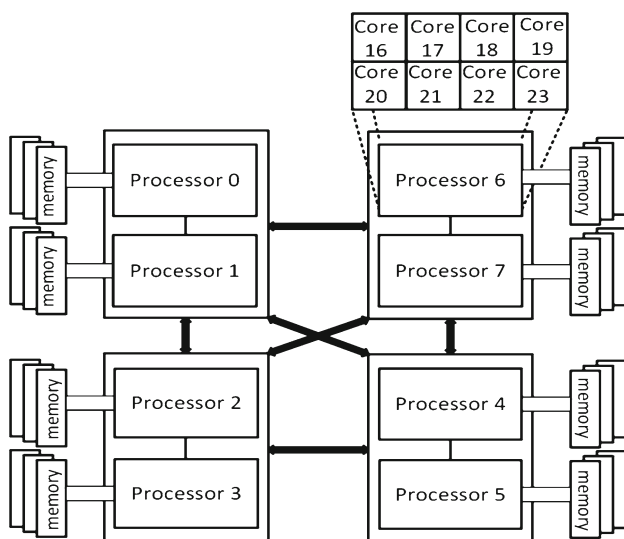 Core Core Core Core
16 17 18 19
Core Core Core Core
20 21 22 23
memory
Processor 0
Processor 6
memory
memory
Processor 1
Processor 7
memory
memory
Processor 2
Processor 4
memory
memory
Processor 3
Processor 5
memory